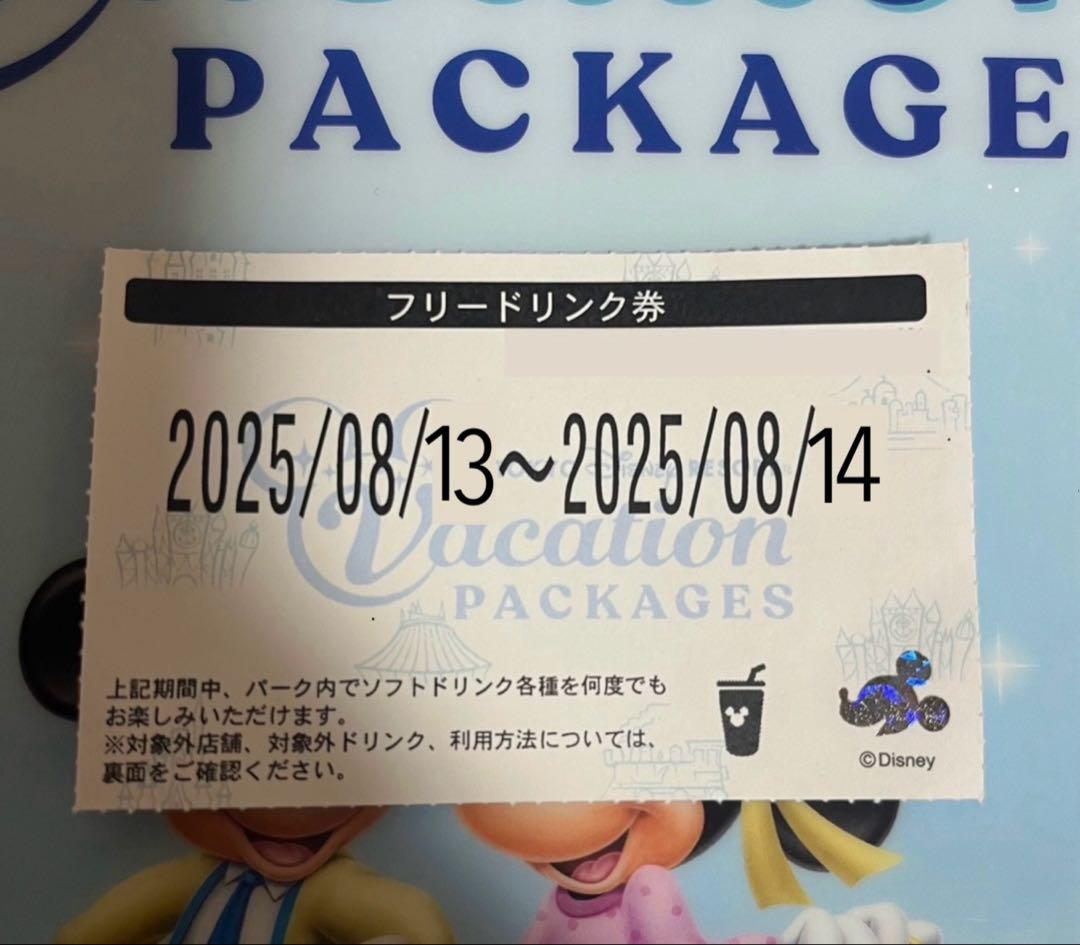 PACKAGE
フリードリンク券
2025/08/13～2025/08/14
TOKYO DISNEY RESORT
Vacation
PACKAGES
上記期間中、パーク内でソフトドリンク各種を何度でも
お楽しみいただけます。
※対象外店舗、対象外ドリンク、利用方法については、
裏面をご確認ください。
©Disney